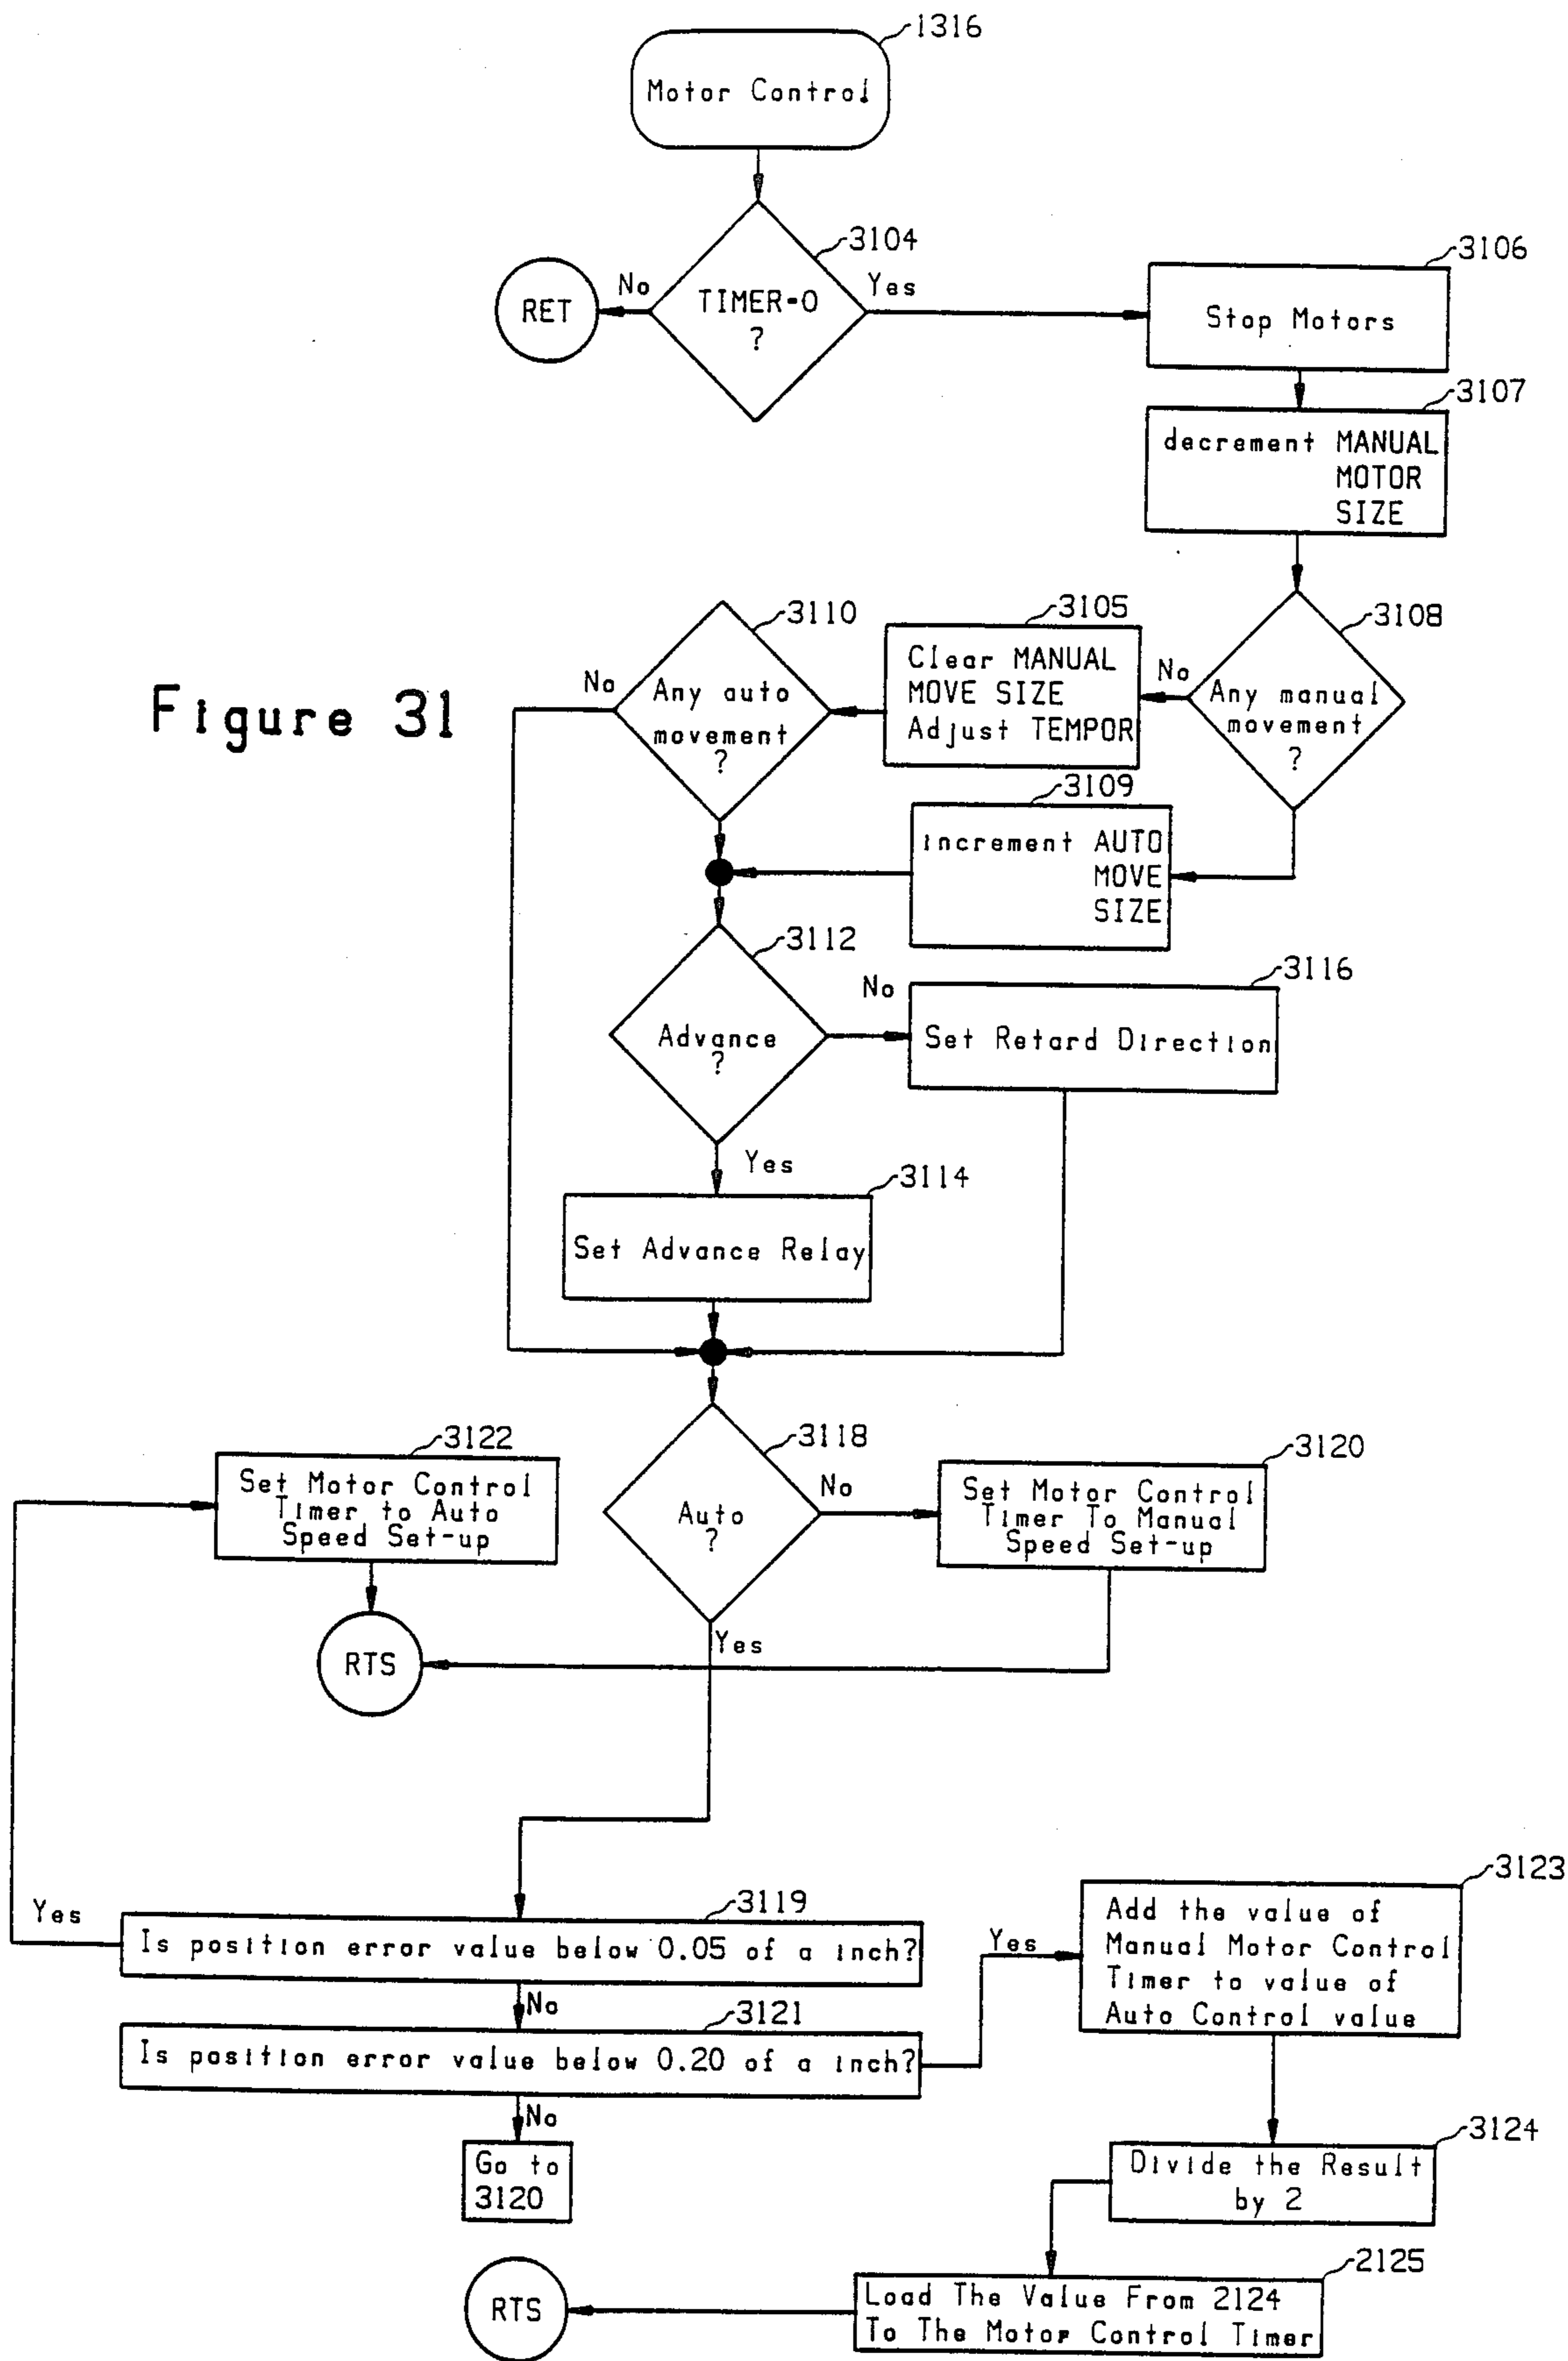 1316
Motor Control
3104
TIMER=0
?
No
RET
Yes
3106
Stop Motors
3107
decrement MANUAL
MOTOR
SIZE
3108
Any manual
movement
?
No
3105
Clear MANUAL
MOVE SIZE
Adjust TEMPOR
3110
Any auto
movement
?
No
Figure 31
3109
increment AUTO
MOVE
SIZE
3112
Advance
?
No
3116
Set Retard Direction
Yes
3114
Set Advance Relay
3118
Auto
?
No
3120
Set Motor Control
Timer To Manual
Speed Set-up
3122
Set Motor Control
Timer to Auto
Speed Set-up
RTS
Yes
Yes
3119
Is position error value below 0.05 of a inch?
No
3121
Is position error value below 0.20 of a inch?
Yes
3123
Add the value of
Manual Motor Control
Timer to value of
Auto Control value
No
Go to
3120
3124
Divide the Result
by 2
2125
Load The Value From 2124
To The Motor Control Timer
RTS